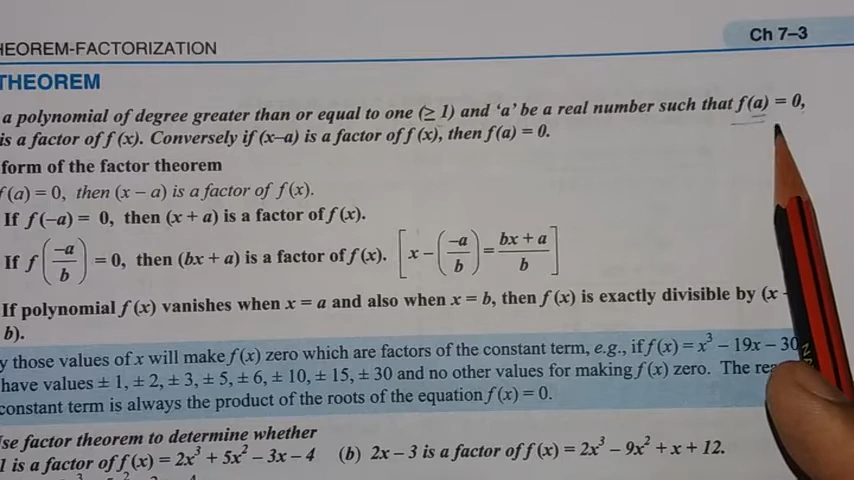 HEOREM-FACTORIZATION
Ch 7–3
THEOREM
a polynomial of degree greater than or equal to one (≥ 1) and 'a' be a real number such that f(a) = 0,
is a factor of f (x). Conversely if (x–a) is a factor of f (x), then f(a) = 0.
form of the factor theorem
f(a) = 0, then (x − a) is a factor of f(x).
If f(−a) = 0, then (x + a) is a factor of f(x).
If f(−a/b) = 0, then (bx + a) is a factor of f(x). [x − (−a/b) = bx + a/b]
If polynomial f(x) vanishes when x = a and also when x = b, then f(x) is exactly divisible by (x -
b).
y those values of x will make f(x) zero which are factors of the constant term, e.g., if f(x) = x³ − 19x − 30
have values ± 1, ± 2, ± 3, ± 5, ± 6, ± 10, ± 15, ± 30 and no other values for making f(x) zero. The
constant term is always the product of the roots of the equation f(x) = 0.
Use factor theorem to determine whether
1 is a factor of f(x) = 2x³ + 5x² − 3x − 4 (b) 2x − 3 is a factor of f(x) = 2x³ − 9x² + x + 12.